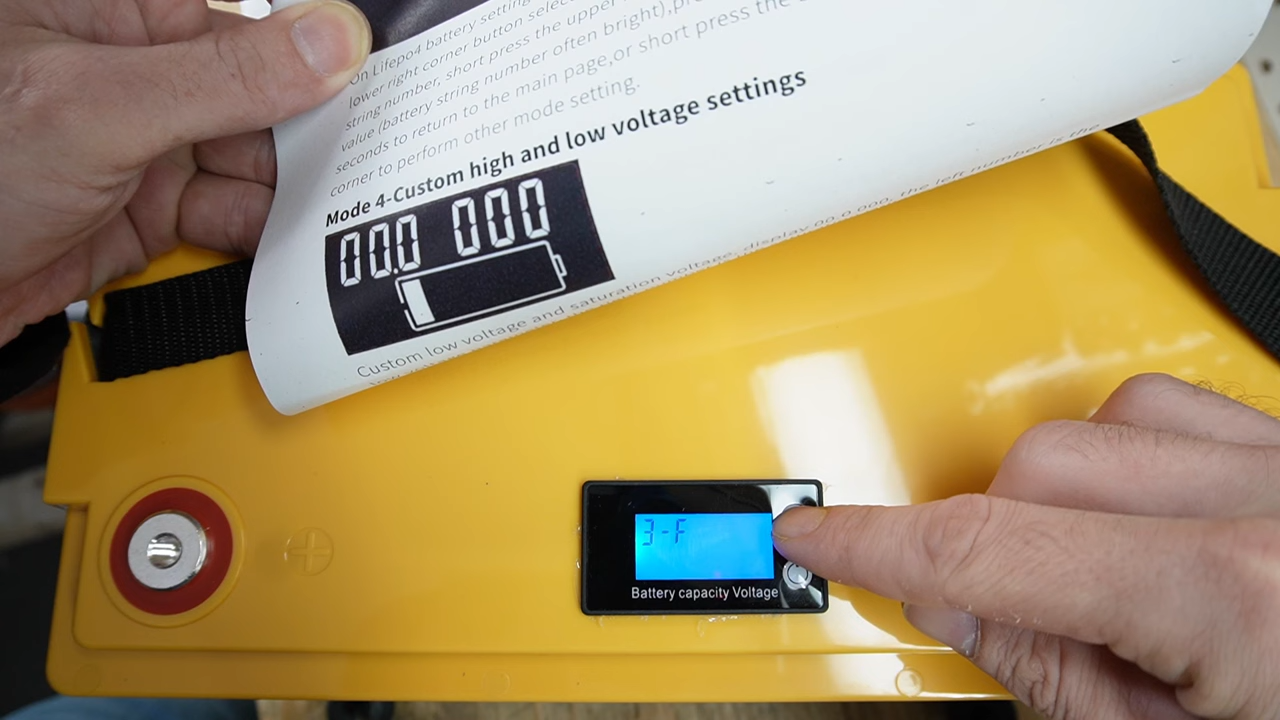 on Lifepo4 battery setting
lower right corner button selec
string number, short press the upper
value (battery string number often bright),pr
seconds to return to the main page,or short press the
corner to perform other mode setting.
Mode 4-Custom high and low voltage settings
00.0 000
Custom low voltage and saturation voltage, display 00.0 000, the left number is the
3-F
Battery capacity Voltage